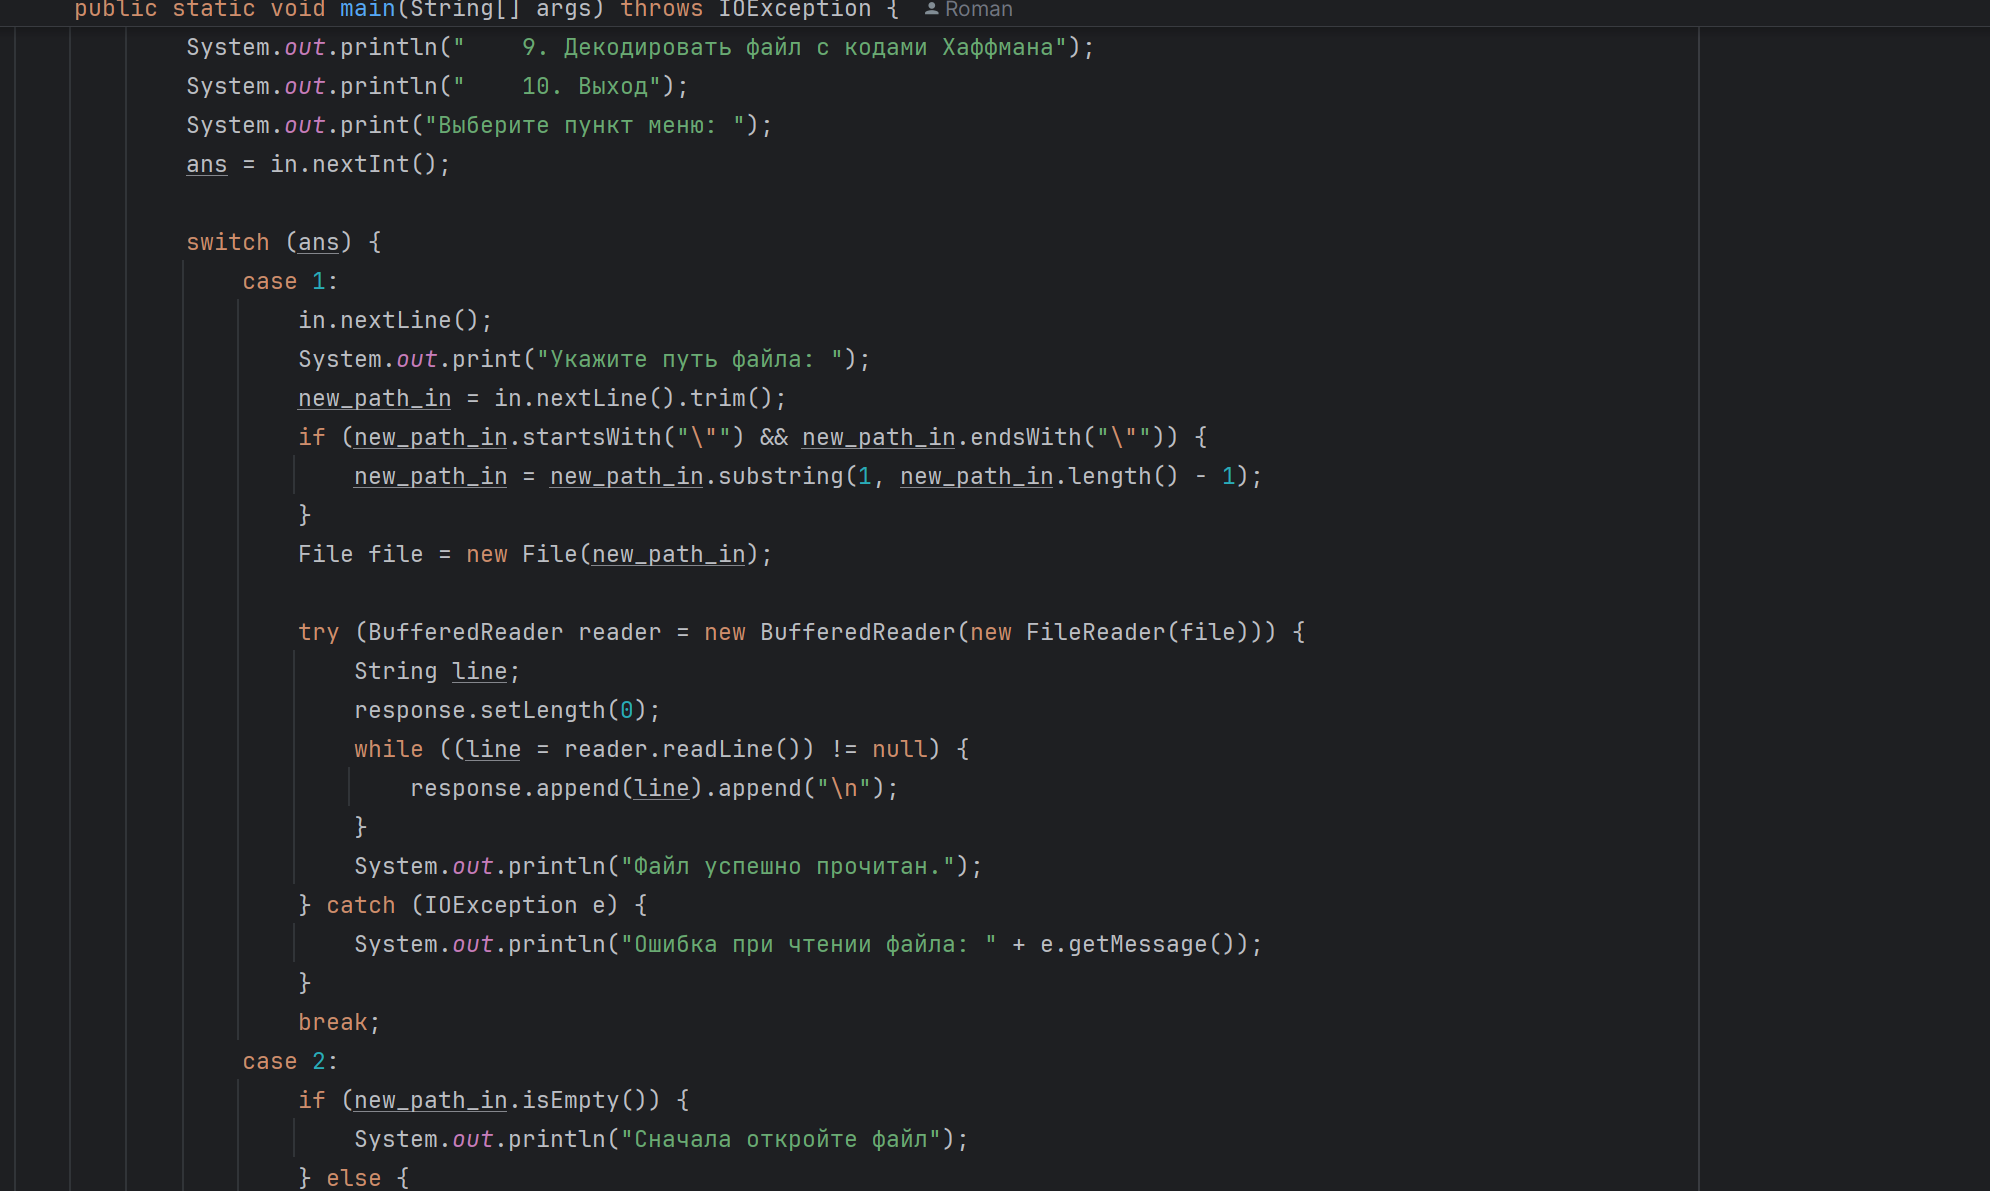 public static void main(String[] args) throws IOException { Roman
System.out.println("    9. Декодировать файл с кодами Хаффмана");
System.out.println("    10. Выход");
System.out.print("Выберите пункт меню: ");
ans = in.nextInt();
switch (ans) {
case 1:
in.nextLine();
System.out.print("Укажите путь файла: ");
new_path_in = in.nextLine().trim();
if (new_path_in.startsWith("\"") && new_path_in.endsWith("\"")) {
new_path_in = new_path_in.substring(1, new_path_in.length() - 1);
}
File file = new File(new_path_in);
try (BufferedReader reader = new BufferedReader(new FileReader(file))) {
String line;
response.setLength(0);
while ((line = reader.readLine()) != null) {
response.append(line).append("\n");
}
System.out.println("Файл успешно прочитан.");
} catch (IOException e) {
System.out.println("Ошибка при чтении файла: " + e.getMessage());
}
break;
case 2:
if (new_path_in.isEmpty()) {
System.out.println("Сначала откройте файл");
} else {